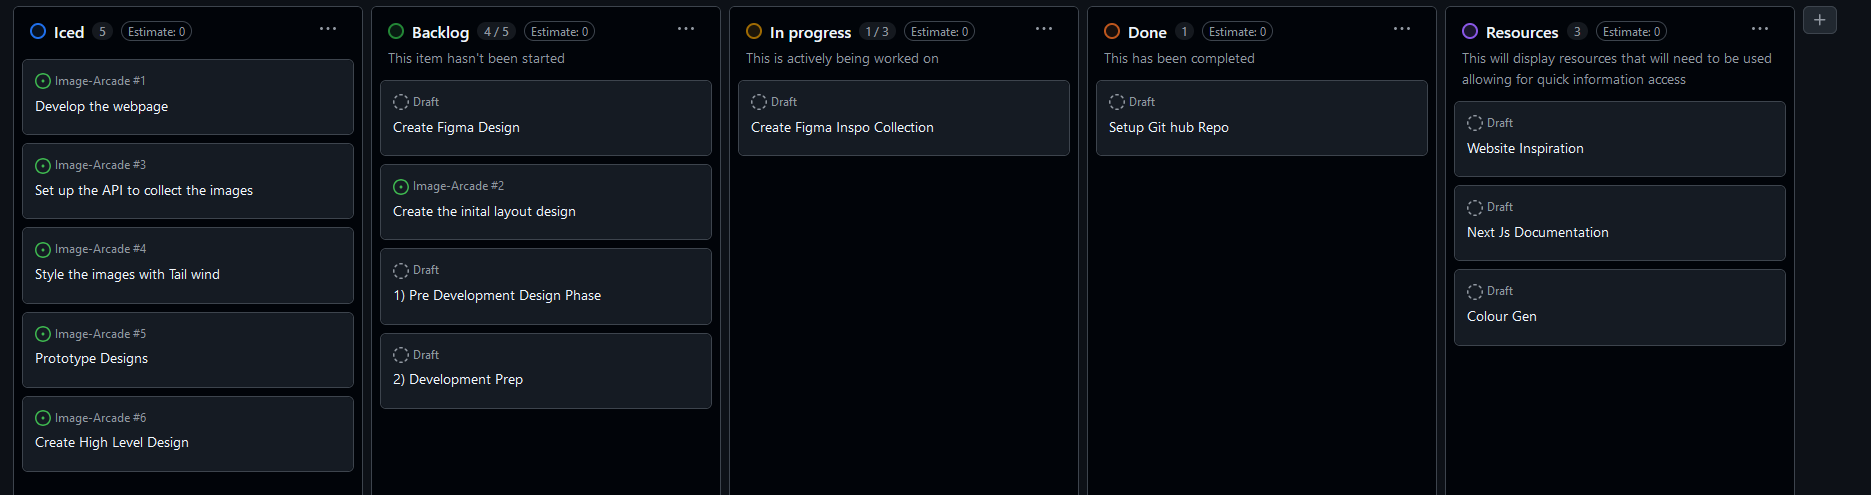 Iced 5 Estimate: 0 ...
Image-Arcade #1
Develop the webpage
Image-Arcade #3
Set up the API to collect the images
Image-Arcade #4
Style the images with Tail wind
Image-Arcade #5
Prototype Designs
Image-Arcade #6
Create High Level Design
Backlog 4 / 5 Estimate: 0 ...
This item hasn't been started
Draft
Create Figma Design
Image-Arcade #2
Create the inital layout design
Draft
1) Pre Development Design Phase
Draft
2) Development Prep
In progress 1 / 3 Estimate: 0 ...
This is actively being worked on
Draft
Create Figma Inspo Collection
Done 1 Estimate: 0 ...
This has been completed
Draft
Setup Git hub Repo
Resources 3 Estimate: 0 ...
This will display resources that will need to be used
allowing for quick information access
Draft
Website Inspiration
Draft
Next Js Documentation
Draft
Colour Gen
+